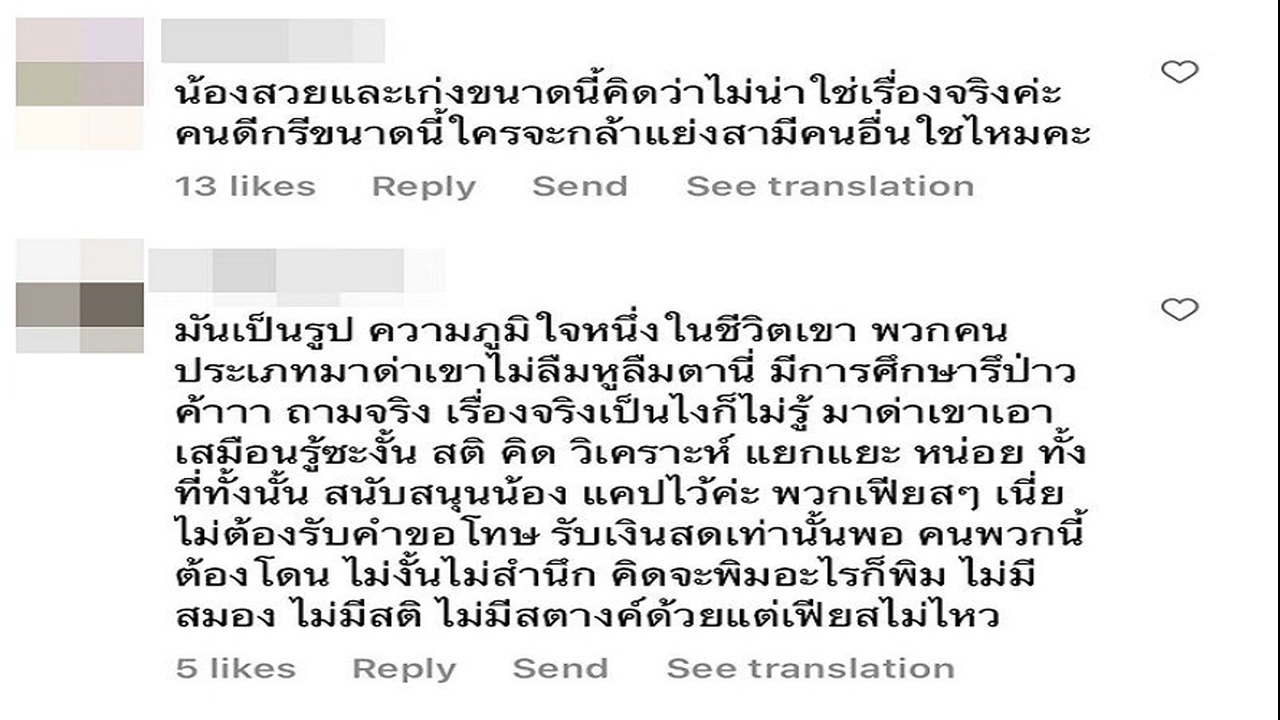 น้องสวยและเก่งขนาดนี้คิดว่าไม่น่าใช่เรื่องจริงค่ะ
คนดีกรีขนาดนี้ใครจะกล้าแย่งสามีคนอื่นใชไหมคะ
13 likes Reply Send See translation
มันเป็นรูป ความภูมิใจหนึ่งในชีวิตเขา พวกคน
ประเภทมาด่าเขาไม่ลืมหูลืมตานี่ มีการศึกษารึป่าว
ค้าาา ถามจริง เรื่องจริงเป็นไงก็ไม่รู้ มาด่าเขาเอา
เสมือนรู้ซะงั้น สติ คิด วิเคราะห์ แยกแยะ หน่อย ทั้ง
ที่ทั้งนั้น สนับสนุนน้อง แคปไว้ค่ะ พวกเฟียสๆ เนี่ย
ไม่ต้องรับคำขอโทษ รับเงินสดเท่านั้นพอ คนพวกนี้
ต้องโดน ไม่งั้นไม่สำนึก คิดจะพิมอะไรก็พิม ไม่มี
สมอง ไม่มีสติ ไม่มีสตางค์ด้วยแต่เฟียสไม่ไหว
5 likes Reply Send See translation